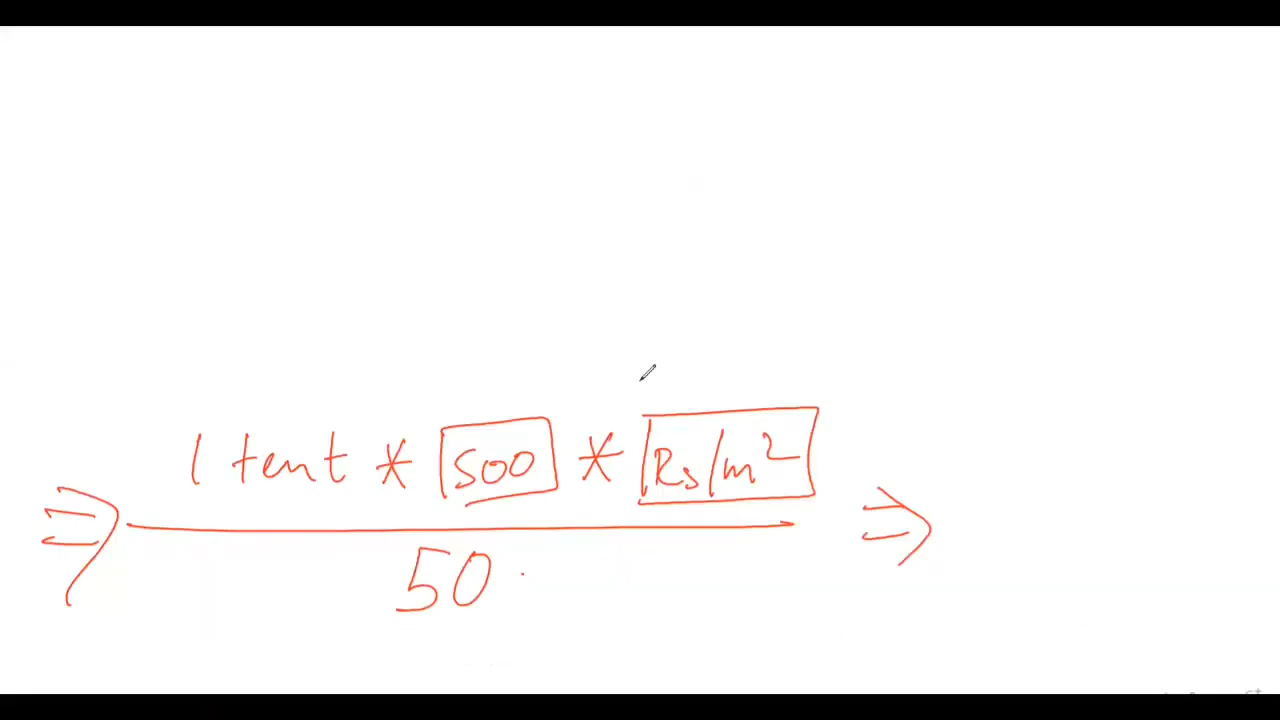 ⇒ 1 tent * 500 * Rs/m² ⇒
50